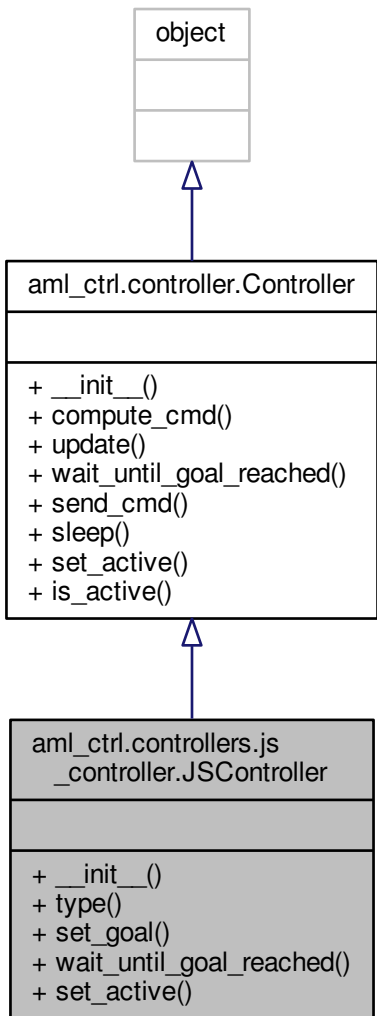 object
aml_ctrl.controller.Controller
+ __init__()
+ compute_cmd()
+ update()
+ wait_until_goal_reached()
+ send_cmd()
+ sleep()
+ set_active()
+ is_active()
aml_ctrl.controllers.js
_controller.JSController
+ __init__()
+ type()
+ set_goal()
+ wait_until_goal_reached()
+ set_active()